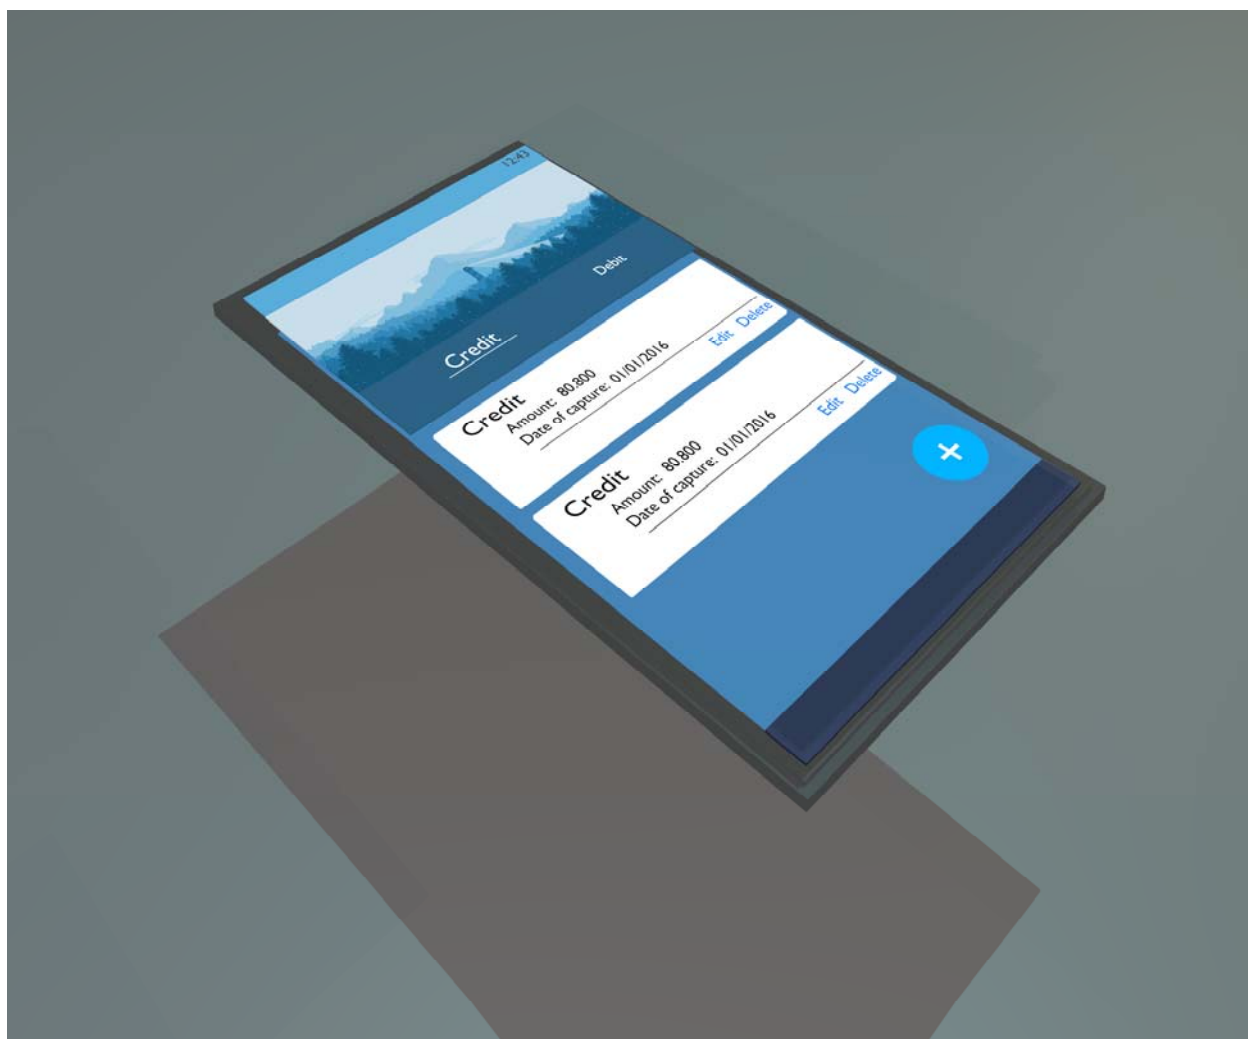 12:43
Credit Debit
Credit
Amount: 80.800
Date of capture: 01/01/2016
Edit Delete
Credit
Amount: 80.800
Date of capture: 01/01/2016
Edit Delete
+